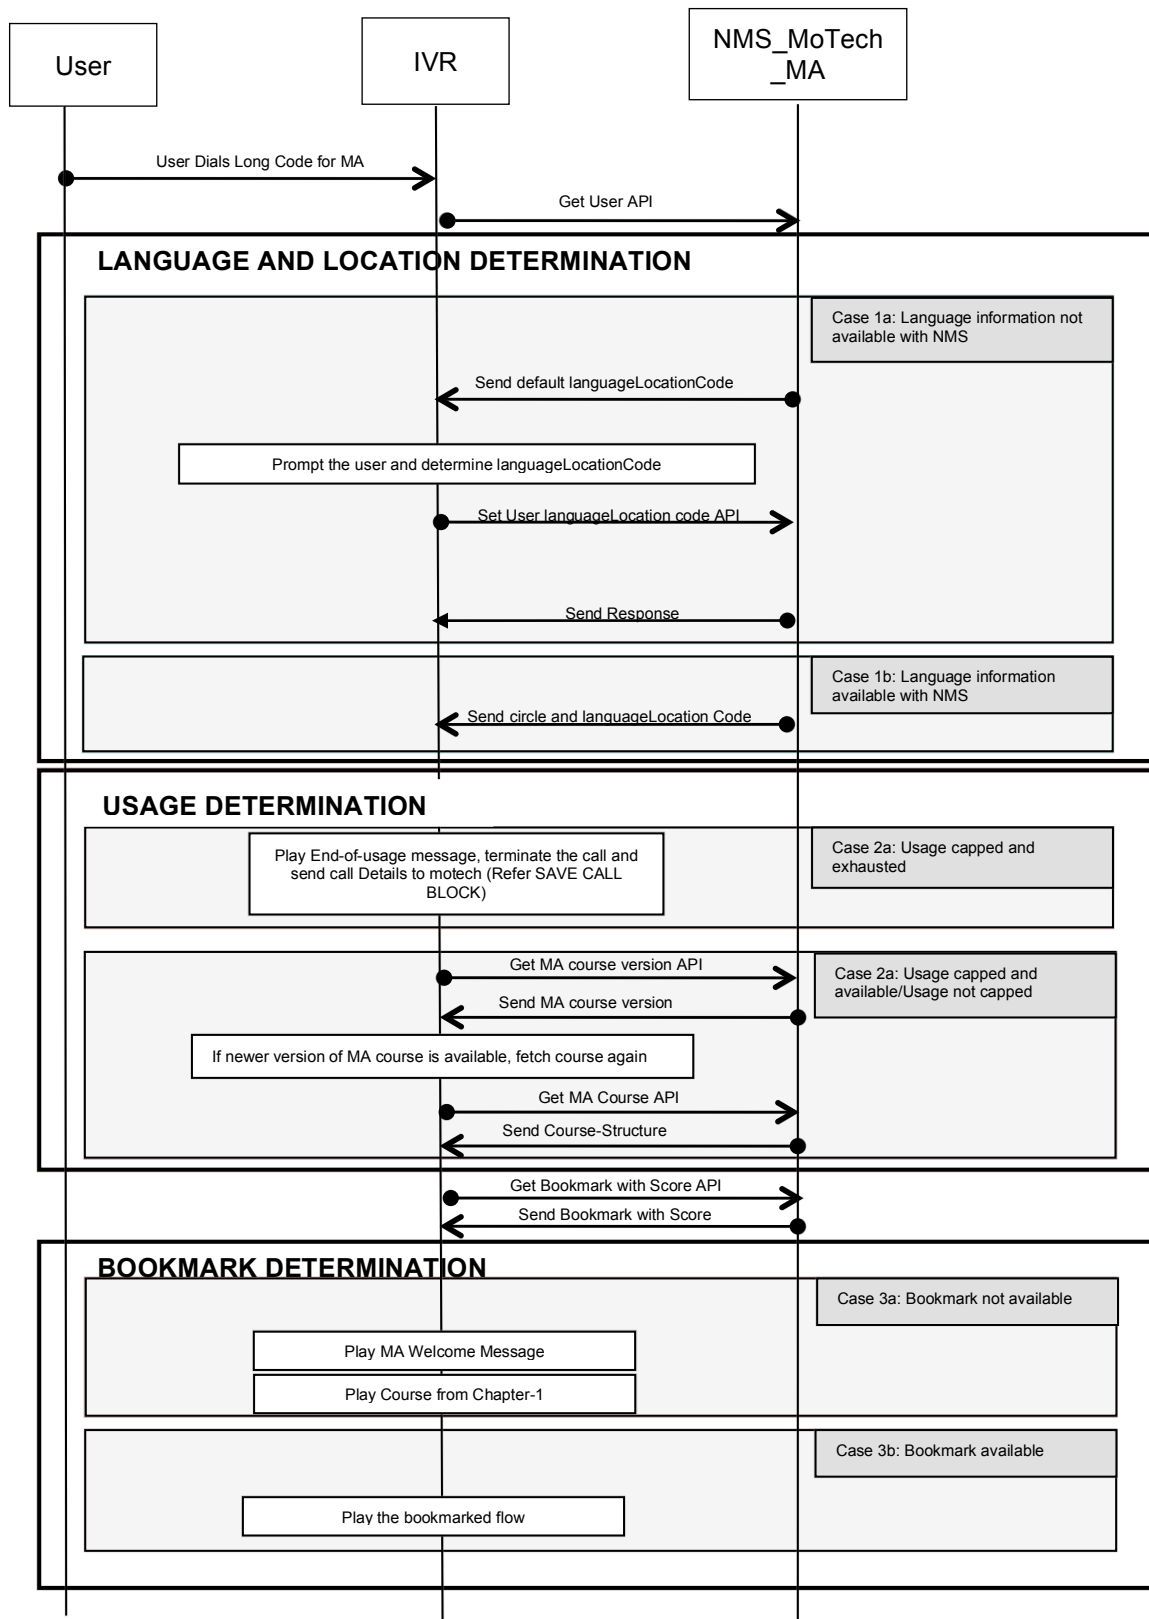 User
IVR
NMS_MoTech
_MA
User Dials Long Code for MA
Get User API
LANGUAGE AND LOCATION DETERMINATION
Case 1a: Language information not
available with NMS
Send default languageLocationCode
Prompt the user and determine languageLocationCode
Set User languageLocation code API
Send Response
Case 1b: Language information
available with NMS
Send circle and languageLocation Code
USAGE DETERMINATION
Case 2a: Usage capped and
exhausted
Play End-of-usage message, terminate the call and
send call Details to motech (Refer SAVE CALL
BLOCK)
Get MA course version API
Case 2a: Usage capped and
available/Usage not capped
Send MA course version
If newer version of MA course is available, fetch course again
Get MA Course API
Send Course-Structure
Get Bookmark with Score API
Send Bookmark with Score
BOOKMARK DETERMINATION
Case 3a: Bookmark not available
Play MA Welcome Message
Play Course from Chapter-1
Case 3b: Bookmark available
Play the bookmarked flow